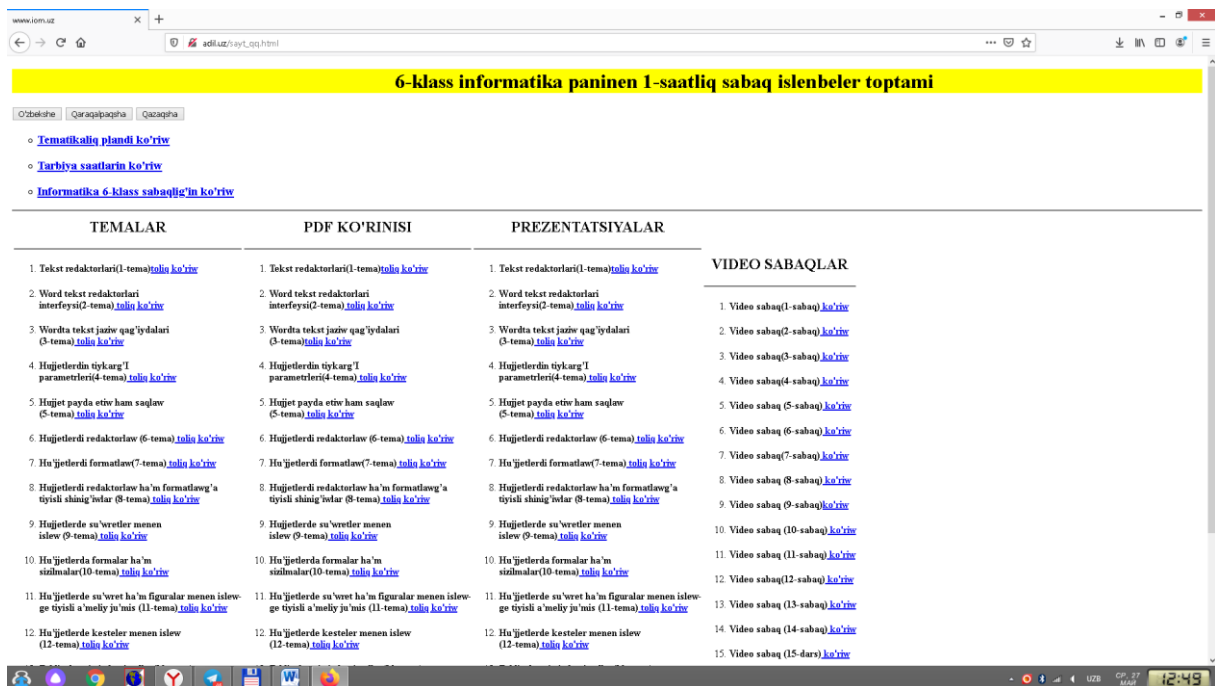 www.iom.uz
adil.uz/sayt_qq.html
6-klass informatika paninen 1-saatliq sabaq islenbeler toptami
O'zbekshe Qaraqalpaqsha Qazaqsha
Tematikaliq plandi ko'riw
Tarbiya saatlarin ko'riw
Informatika 6-klass sabaqlig'in ko'riw
TEMALAR
1. Tekst redaktorlari(1-tema)toliq ko'riw
2. Word tekst redaktorlari
interfeysi(2-tema) toliq ko'riw
3. Wordta tekst jaziw qag'iydalari
(3-tema) toliq ko'riw
4. Hujjetlerdin tiykarg'I
parametrleri(4-tema) toliq ko'riw
5. Hujjet payda etiw ham saqlaw
(5-tema) toliq ko'riw
6. Hujjetlerdi redaktorlaw (6-tema) toliq ko'riw
7. Hu'jjetlerdi formatlaw(7-tema) toliq ko'riw
8. Hujjetlerdi redaktorlaw ha'm formatlawg'a
tiyisli shinig'iwlar (8-tema) toliq ko'riw
9. Hujjetlerde su'wretler menen
islew (9-tema) toliq ko'riw
10. Hu'jjetlerda formalar ha'm
sizilmalar(10-tema) toliq ko'riw
11. Hu'jjetlerde su'wret ha'm figuralar menen islew-
ge tiyisli a'meliy ju'mis (11-tema) toliq ko'riw
12. Hu'jjetlerde kesteler menen islew
(12-tema) toliq ko'riw
PDF KO'RINISI
1. Tekst redaktorlari(1-tema)toliq ko'riw
2. Word tekst redaktorlari
interfeysi(2-tema) toliq ko'riw
3. Wordta tekst jaziw qag'iydalari
(3-tema)toliq ko'riw
4. Hujjetlerdin tiykarg'I
parametrleri(4-tema) toliq ko'riw
5. Hujjet payda etiw ham saqlaw
(5-tema) toliq ko'riw
6. Hujjetlerdi redaktorlaw (6-tema) toliq ko'riw
7. Hu'jjetlerdi formatlaw(7-tema) toliq ko'riw
8. Hujjetlerdi redaktorlaw ha'm formatlawg'a
tiyisli shinig'iwlar (8-tema) toliq ko'riw
9. Hujjetlerde su'wretler menen
islew (9-tema) toliq ko'riw
10. Hu'jjetlerda formalar ha'm
sizilmalar(10-tema) toliq ko'riw
11. Hu'jjetlerde su'wret ha'm figuralar menen islew-
ge tiyisli a'meliy ju'mis (11-tema) toliq ko'riw
12. Hu'jjetlerde kesteler menen islew
(12-tema) toliq ko'riw
PREZENTATSIYALAR
1. Tekst redaktorlari(1-tema)toliq ko'riw
2. Word tekst redaktorlari
interfeysi(2-tema) toliq ko'riw
3. Wordta tekst jaziw qag'iydalari
(3-tema) toliq ko'riw
4. Hujjetlerdin tiykarg'I
parametrleri(4-tema) toliq ko'riw
5. Hujjet payda etiw ham saqlaw
(5-tema) toliq ko'riw
6. Hujjetlerdi redaktorlaw (6-tema) toliq ko'riw
7. Hu'jjetlerdi formatlaw(7-tema) toliq ko'riw
8. Hujjetlerdi redaktorlaw ha'm formatlawg'a
tiyisli shinig'iwlar (8-tema) toliq ko'riw
9. Hujjetlerde su'wretler menen
islew (9-tema) toliq ko'riw
10. Hu'jjetlerda formalar ha'm
sizilmalar(10-tema) toliq ko'riw
11. Hu'jjetlerde su'wret ha'm figuralar menen islew-
ge tiyisli a'meliy ju'mis (11-tema) toliq ko'riw
12. Hu'jjetlerde kesteler menen islew
(12-tema) toliq ko'riw
VIDEO SABAQLAR
1. Video sabaq(1-sabaq) ko'riw
2. Video sabaq(2-sabaq) ko'riw
3. Video sabaq(3-sabaq) ko'riw
4. Video sabaq(4-sabaq) ko'riw
5. Video sabaq (5-sabaq) ko'riw
6. Video sabaq (6-sabaq) ko'riw
7. Video sabaq(7-sabaq) ko'riw
8. Video sabaq (8-sabaq) ko'riw
9. Video sabaq (9-sabaq)ko'riw
10. Video sabaq (10-sabaq) ko'riw
11. Video sabaq (11-sabaq) ko'riw
12. Video sabaq(12-sabaq) ko'riw
13. Video sabaq (13-sabaq) ko'riw
14. Video sabaq (14-sabaq) ko'riw
15. Video sabaq (15-dars) ko'riw
UZB
СР, 27
МАЙ
12:49